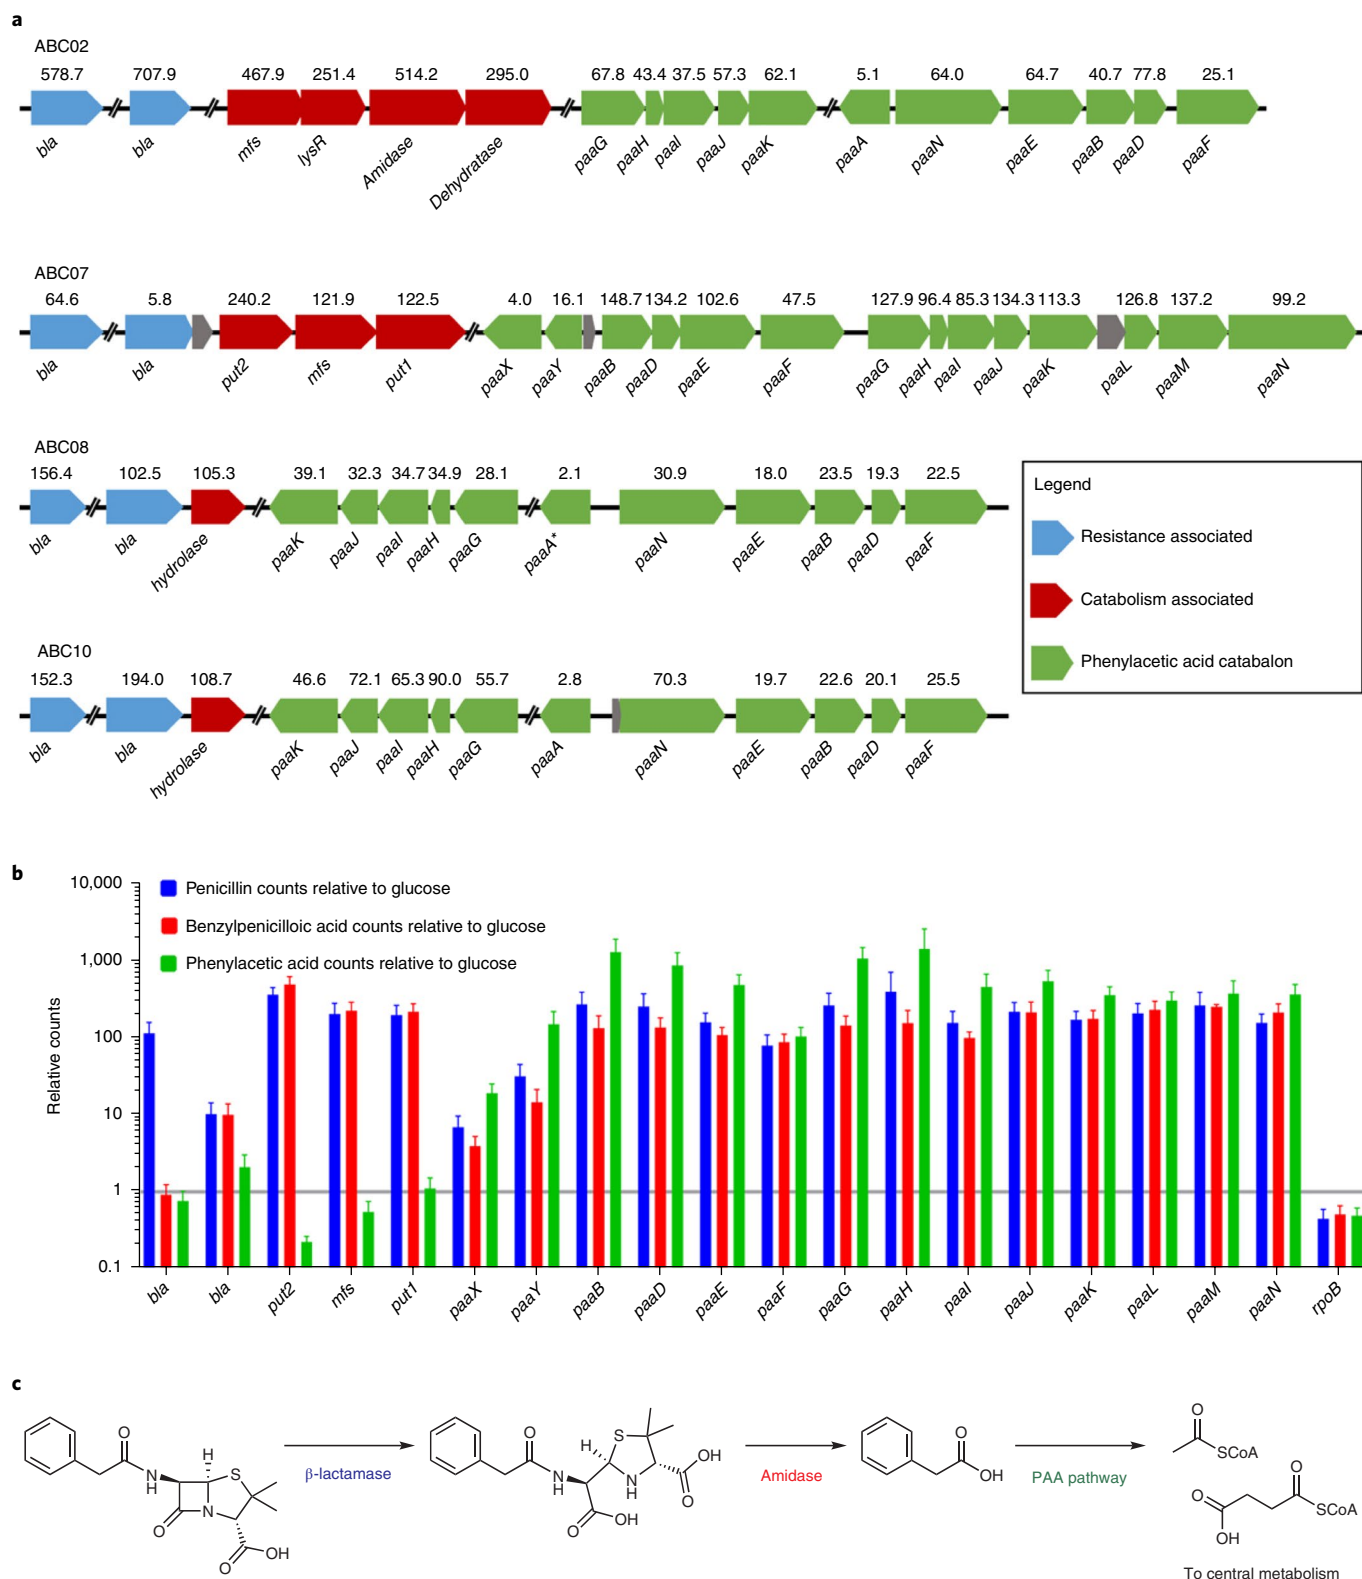 a
ABC02
578.7 707.9 467.9 251.4 514.2 295.0 67.8 43.4 37.5 57.3 62.1 5.1 64.0 64.7 40.7 77.8 25.1
bla bla mfs lysR Amidase Dehydratase paaG paaH paaI paaJ paaK paaA paaN paaE paaB paaD paaF
ABC07
64.6 5.8 240.2 121.9 122.5 4.0 16.1 148.7 134.2 102.6 47.5 127.9 96.4 85.3 134.3 113.3 126.8 137.2 99.2
bla bla put2 mfs put1 paaX paaY paaB paaD paaE paaF paaG paaH paaI paaJ paaK paaL paaM paaN
ABC08
156.4 102.5 105.3 39.1 32.3 34.7 34.9 28.1 2.1 30.9 18.0 23.5 19.3 22.5
bla bla hydrolase paaK paaJ paaI paaH paaG paaA* paaN paaE paaB paaD paaF
Legend
Resistance associated
Catabolism associated
Phenylacetic acid catabalon
ABC10
152.3 194.0 108.7 46.6 72.1 65.3 90.0 55.7 2.8 70.3 19.7 22.6 20.1 25.5
bla bla hydrolase paaK paaJ paaI paaH paaG paaA paaN paaE paaB paaD paaF
b
Relative counts
10,000
1,000
100
10
1
0.1
Penicillin counts relative to glucose
Benzylpenicilloic acid counts relative to glucose
Phenylacetic acid counts relative to glucose
bla bla put2 mfs put1 paaX paaY paaB paaD paaE paaF paaG paaH paaI paaJ paaK paaL paaM paaN rpoB
c
O
N
H
H
S
N
O
O
OH
β-lactamase
O
N
H
H
S
N
H
OH
O
O
OH
Amidase
O
OH
PAA pathway
O
SCoA
O
OH
O
SCoA
To central metabolism